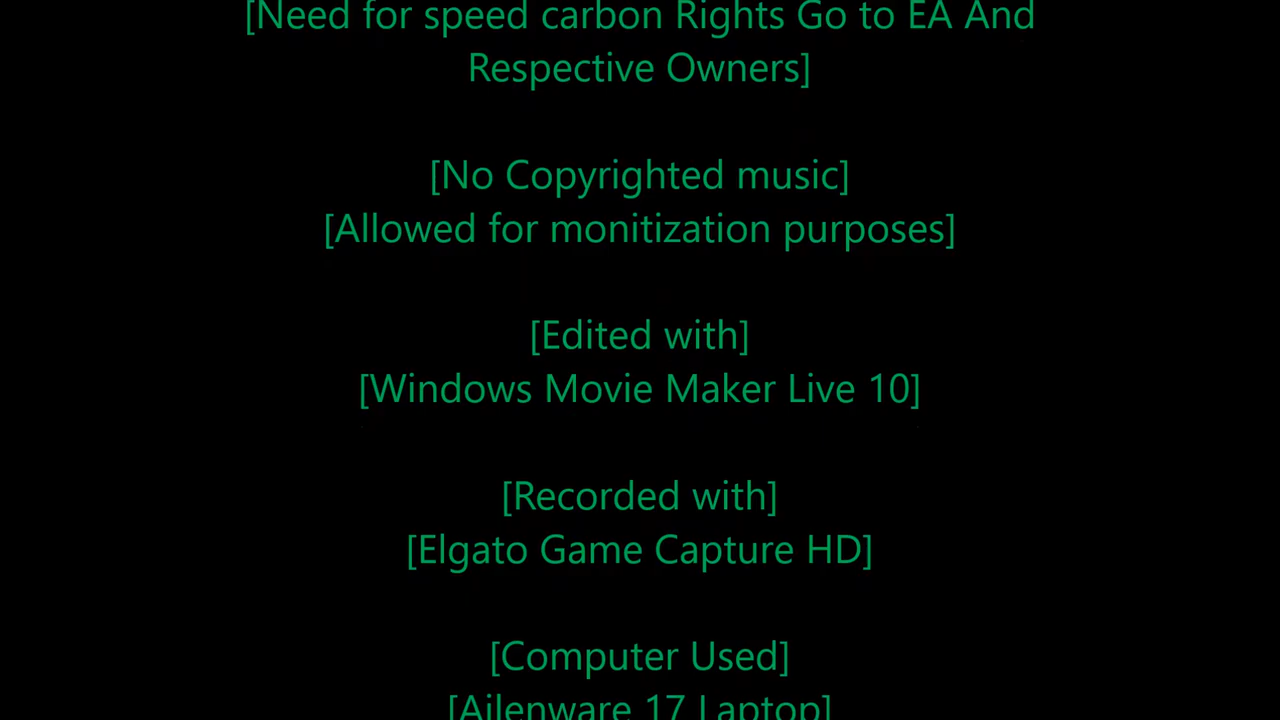 [Need for speed carbon Rights Go to EA And
Respective Owners]
[No Copyrighted music]
[Allowed for monitization purposes]
[Edited with]
[Windows Movie Maker Live 10]
[Recorded with]
[Elgato Game Capture HD]
[Computer Used]
[Ailenware 17 Laptop]